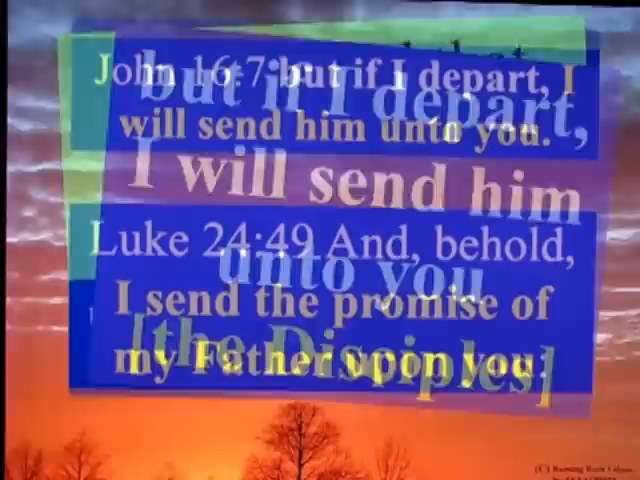 John 16:7 but if I depart, I
will send him unto you.
Luke 24:49 And, behold,
I send the promise of
my Father upon you:
but if I depart,
I will send him
unto you
[the Disciples]
(C)